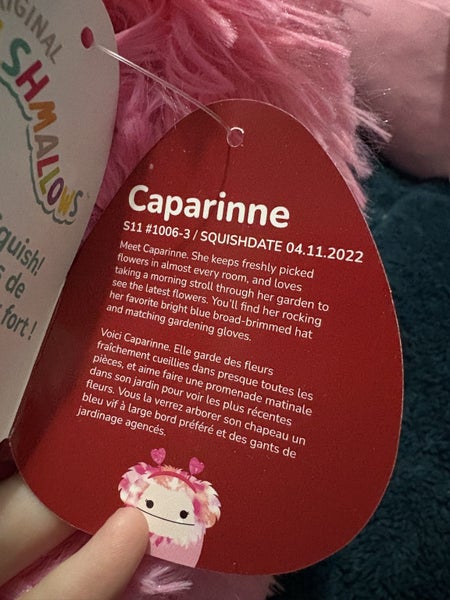 ORIGINAL
SHMALLOWS
quish!
s de
fort !
Caparinne
S11 #1006-3 / SQUISHDATE 04.11.2022
Meet Caparinne. She keeps freshly picked
flowers in almost every room, and loves
taking a morning stroll through her garden to
see the latest flowers. You'll find her rocking
her favorite bright blue broad-brimmed hat
and matching gardening gloves.
Voici Caparinne. Elle garde des fleurs
fraîchement cueillies dans presque toutes les
pièces, et aime faire une promenade matinale
dans son jardin pour voir les plus récentes
fleurs. Vous la verrez arborer son chapeau un
bleu vif à large bord préféré et des gants de
jardinage agencés.